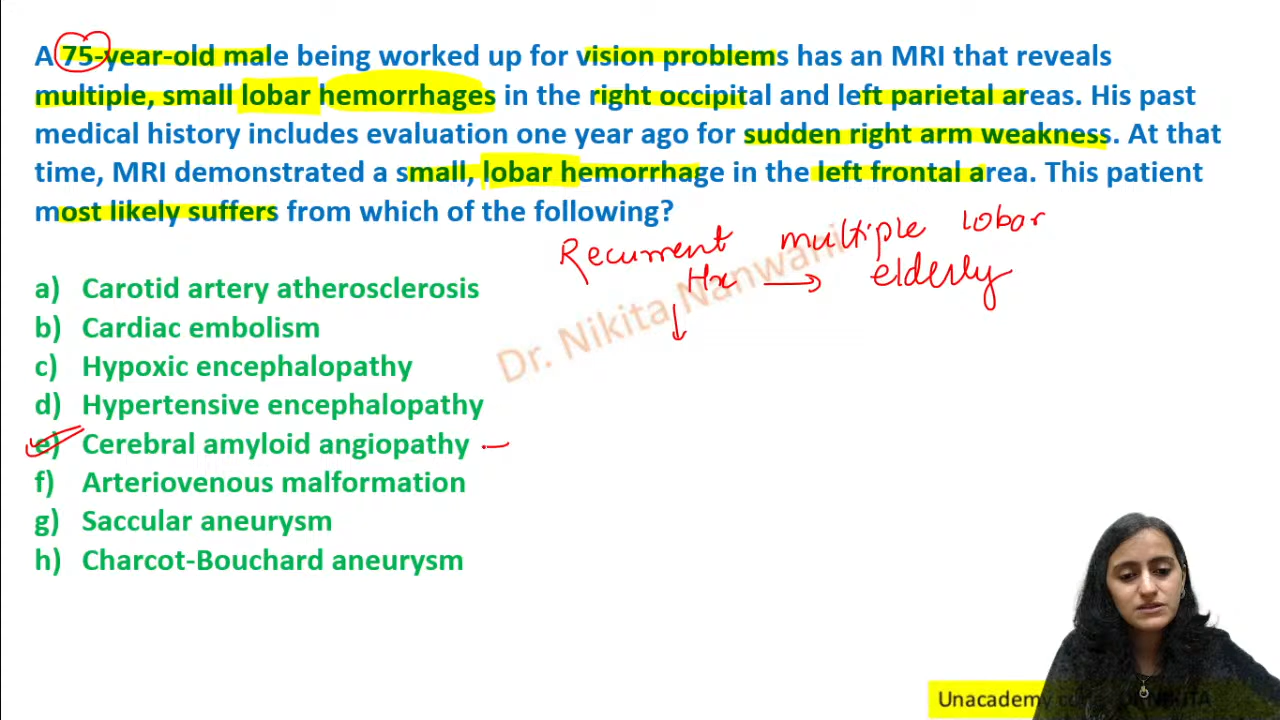 A 75-year-old male being worked up for vision problems has an MRI that reveals
multiple, small lobar hemorrhages in the right occipital and left parietal areas. His past
medical history includes evaluation one year ago for sudden right arm weakness. At that
time, MRI demonstrated a small, lobar hemorrhage in the left frontal area. This patient
most likely suffers from which of the following?
Recurrent multiple lobar
Hx → elderly
↓
Dr. Nikita Nanwani
a) Carotid artery atherosclerosis
b) Cardiac embolism
c) Hypoxic encephalopathy
d) Hypertensive encephalopathy
e) Cerebral amyloid angiopathy
f) Arteriovenous malformation
g) Saccular aneurysm
h) Charcot-Bouchard aneurysm
Unacademy